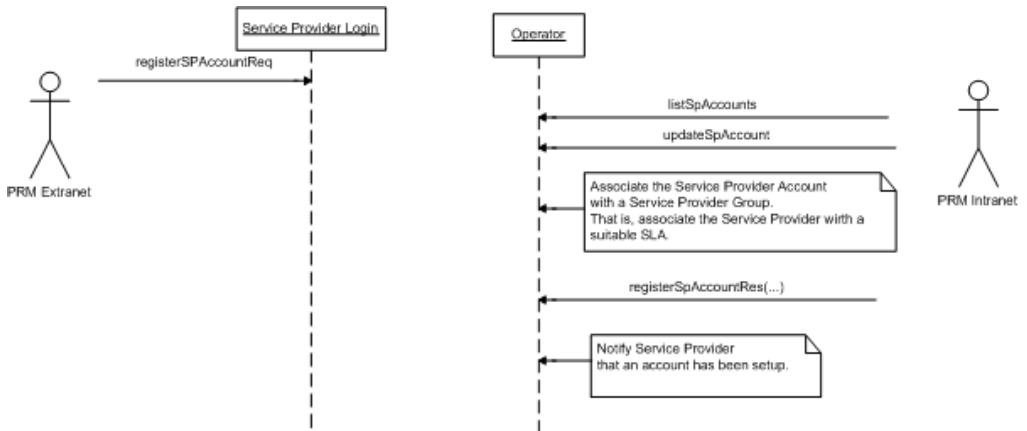 Service Provider Login
Operator
registerSPAccountReq
listSpAccounts
updateSpAccount
PRM Extranet
Associate the Service Provider Account
with a Service Provider Group.
That is, associate the Service Provider wirth a
suitable SLA.
PRM Intranet
registerSpAccountRes(...)
Notify Service Provider
that an account has been setup.